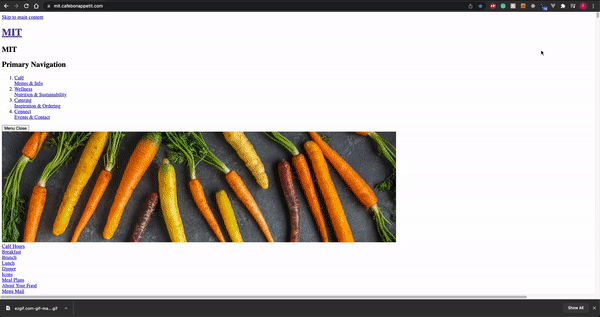 mit.cafebonappetit.com
Skip to main content
MIT
MIT
Primary Navigation
1. Café
Menus & Info
2. Wellness
Nutrition & Sustainability
3. Catering
Inspiration & Ordering
4. Connect
Events & Contact
Menu Close
Café Hours
Breakfast
Brunch
Lunch
Dinner
Icons
Meal Plans
About Your Food
Menu Mail
ezgif.com-gif-ma....gif
Show All